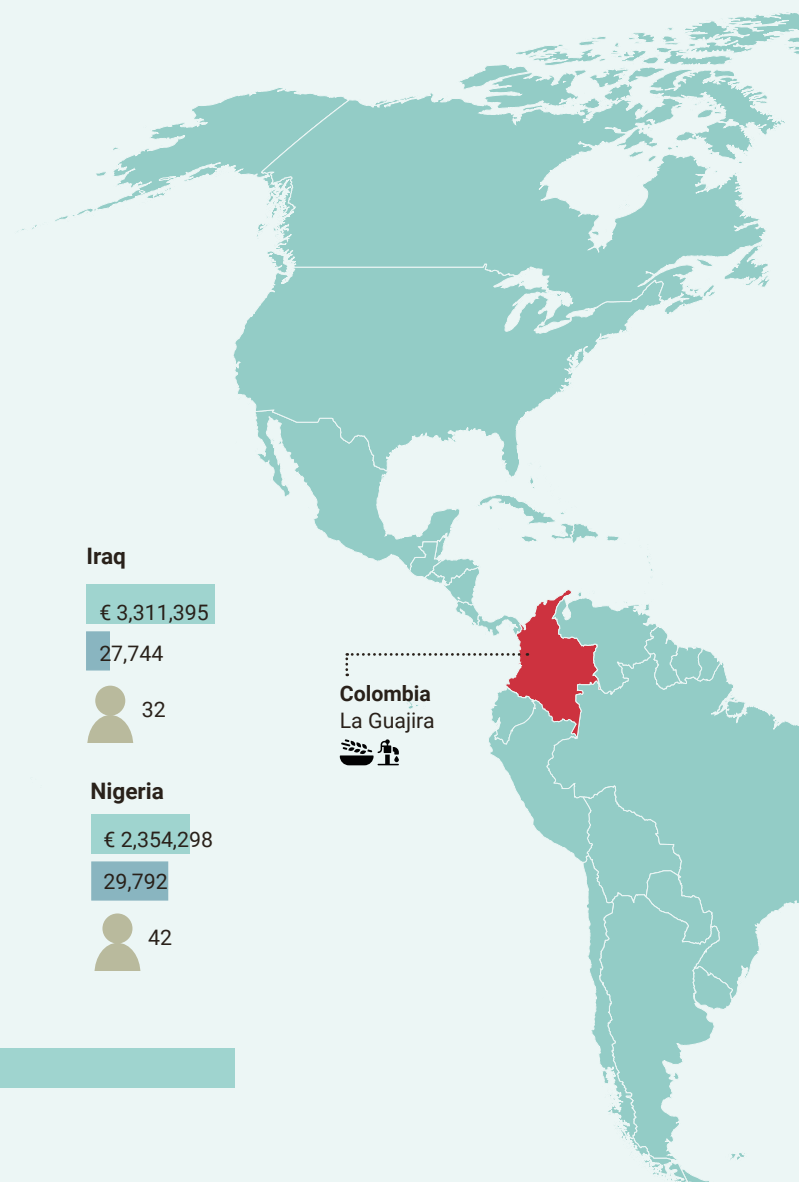 Iraq
€ 3,311,395
27,744
32
Colombia
La Guajira
Nigeria
€ 2,354,298
29,792
42